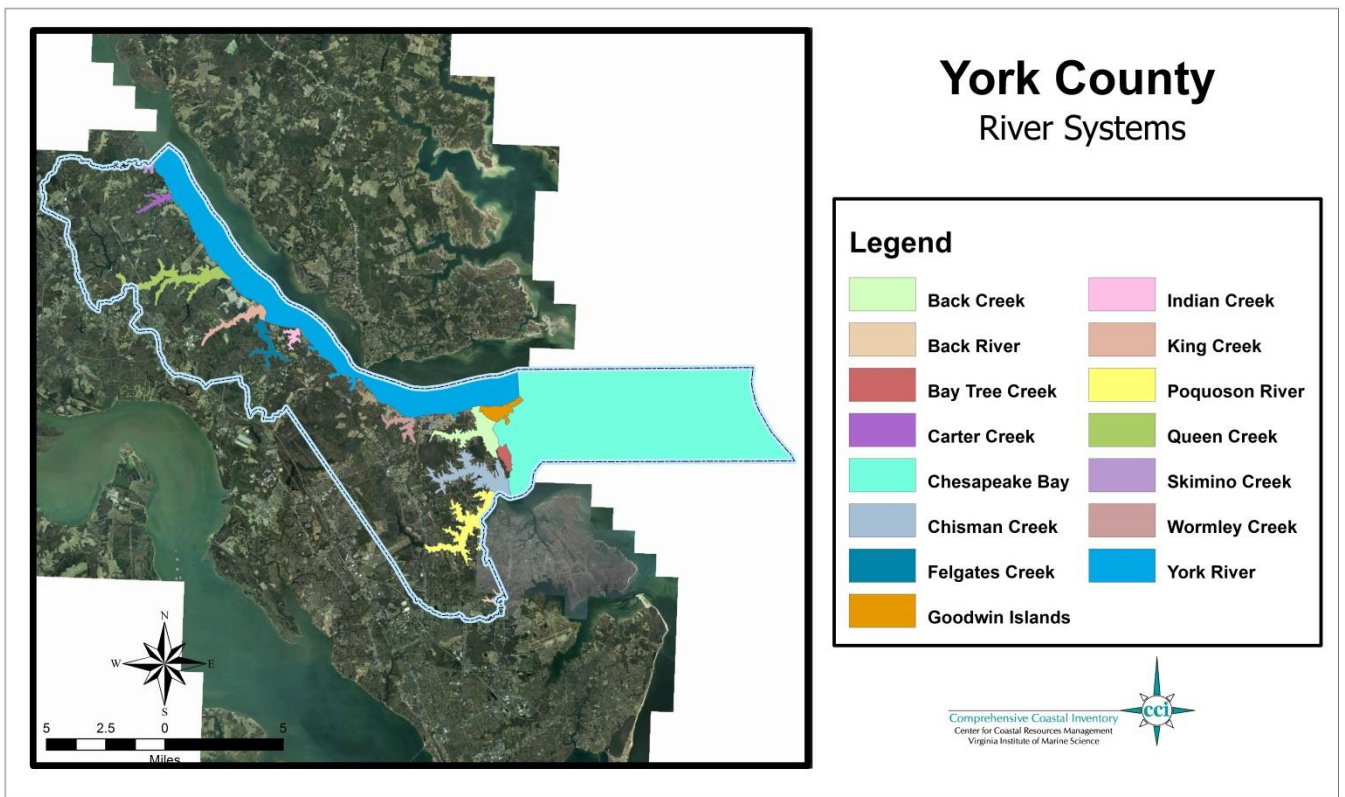 York County
River Systems
Legend
Back Creek
Back River
Bay Tree Creek
Carter Creek
Chesapeake Bay
Chisman Creek
Felgates Creek
Goodwin Islands
Indian Creek
King Creek
Poquoson River
Queen Creek
Skimino Creek
Wormley Creek
York River
N
W E
S
5 2.5 0 5
Miles
cci
Comprehensive Coastal Inventory
Center for Coastal Resources Management
Virginia Institute of Marine Science